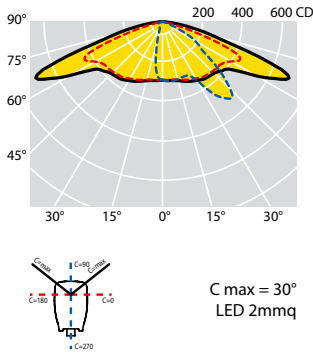 90° 200 400 600 CD
75°
60°
45°
30° 15° 0° 15° 30°
C=max C=90 C=max
C=180 C=0
C=270
C max = 30°
LED 2mmq